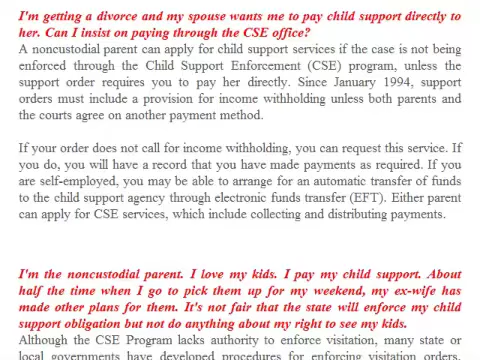 I'm getting a divorce and my spouse wants me to pay child support directly to
her. Can I insist on paying through the CSE office?
A noncustodial parent can apply for child support services if the case is not being
enforced through the Child Support Enforcement (CSE) program, unless the
support order requires you to pay her directly. Since January 1994, support
orders must include a provision for income withholding unless both parents and
the courts agree on another payment method.
If your order does not call for income withholding, you can request this service. If
you do, you will have a record that you have made payments as required. If you
are self-employed, you may be able to arrange for an automatic transfer of funds
to the child support agency through electronic funds transfer (EFT). Either parent
can apply for CSE services, which include collecting and distributing payments.
I'm the noncustodial parent. I love my kids. I pay my child support. About
half the time when I go to pick them up for my weekend, my ex-wife has
made other plans for them. It's not fair that the state will enforce my child
support obligation but not do anything about my right to see my kids.
Although the CSE Program lacks authority to enforce visitation, many state or
local governments have developed procedures for enforcing visitation orders.